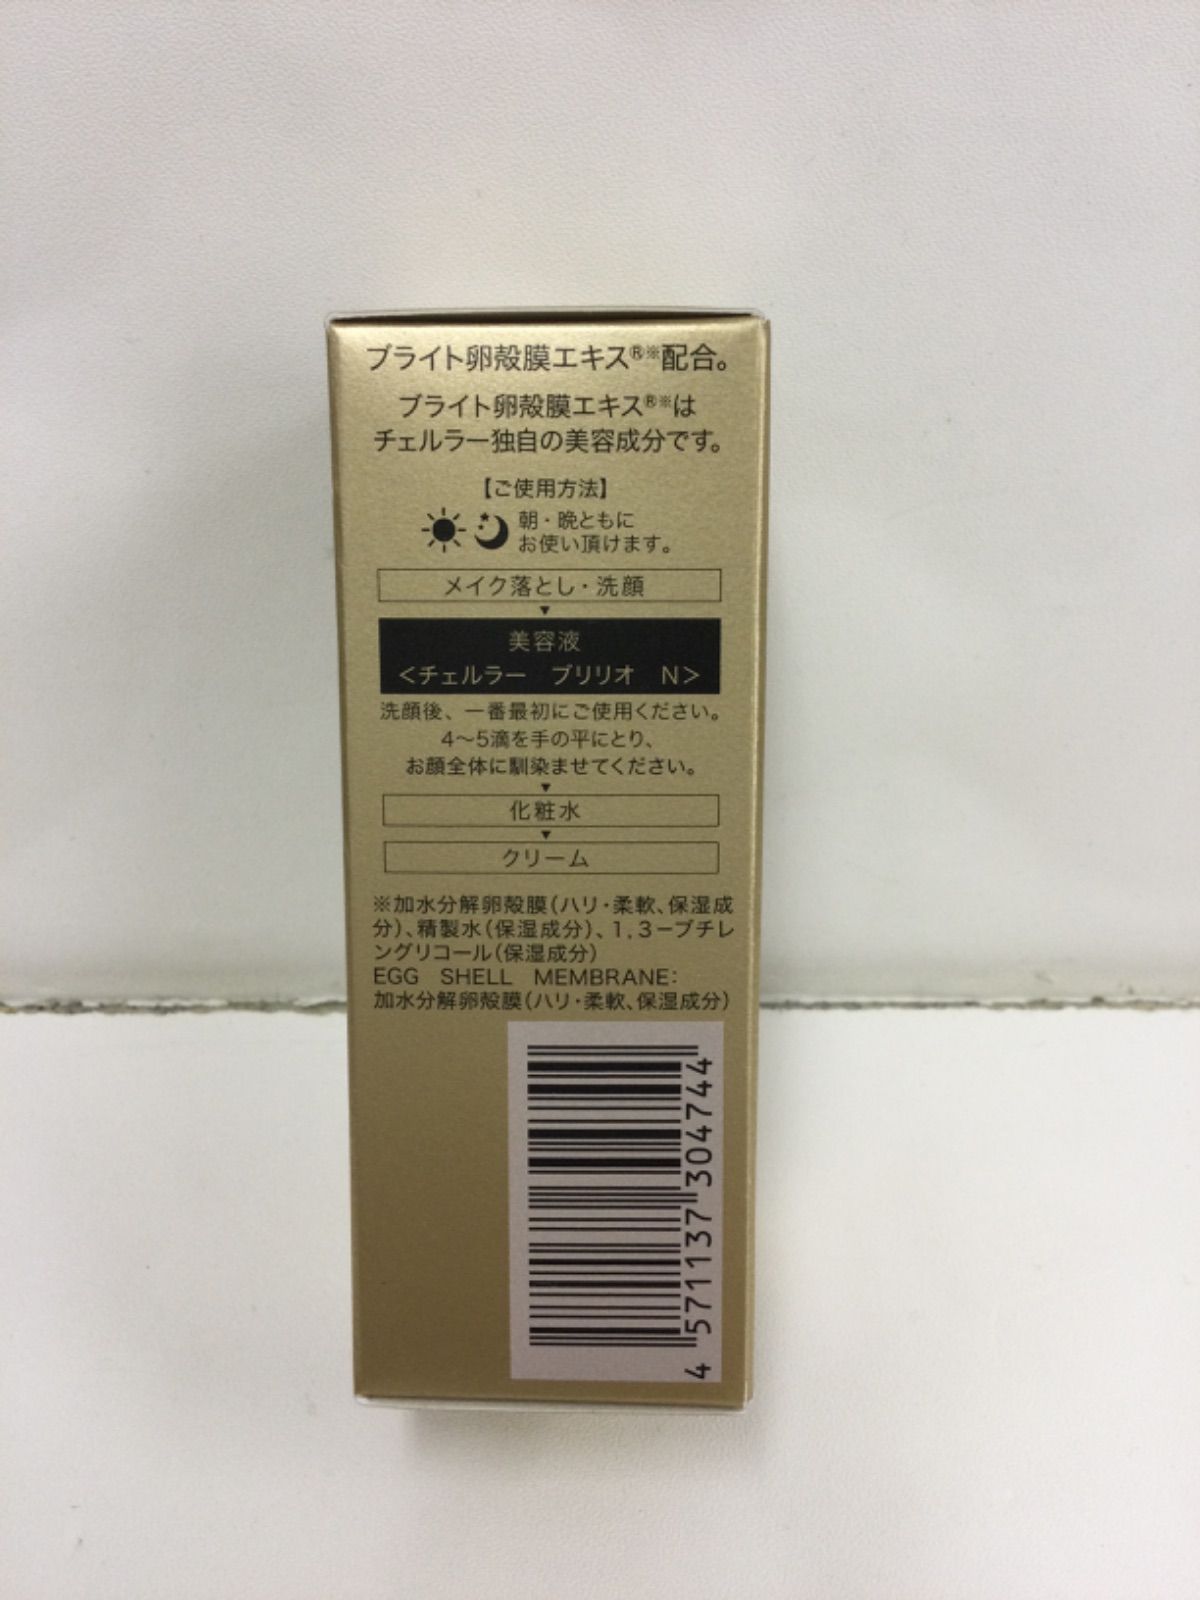 ブライト卵殻膜エキス®※配合。
ブライト卵殻膜エキス®※は
チェルラー独自の美容成分です。
【ご使用方法】
朝・晩ともに
お使い頂けます。
メイク落とし・洗顔
▼
美容液
＜チェルラー　ブリリオ　N＞
洗顔後、一番最初にご使用ください。
4〜5滴を手の平にとり、
お顔全体に馴染ませてください。
▼
化粧水
▼
クリーム
※加水分解卵殻膜（ハリ・柔軟、保湿成
分）、精製水（保湿成分）、1,3ーブチレ
ングリコール（保湿成分）
EGG SHELL MEMBRANE:
加水分解卵殻膜（ハリ・柔軟、保湿成分）
4 571137 304744